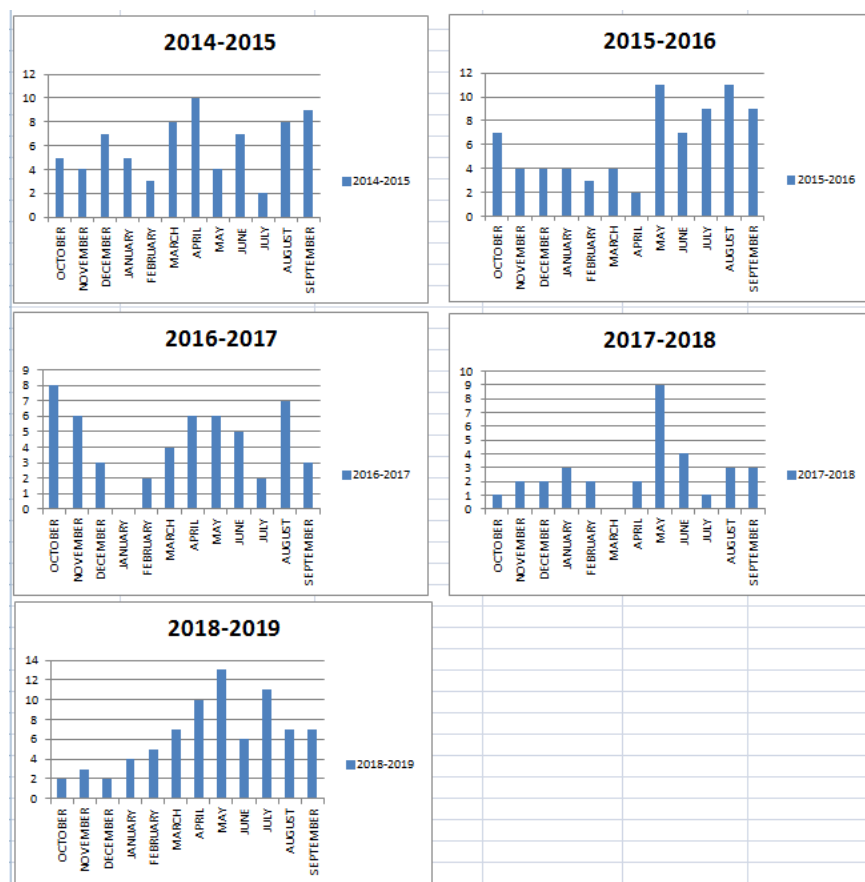 2014-2015
12
10
8
6
4
2
0
OCTOBER
NOVEMBER
DECEMBER
JANUARY
FEBRUARY
MARCH
APRIL
MAY
JUNE
JULY
AUGUST
SEPTEMBER
2014-2015
2015-2016
12
10
8
6
4
2
0
OCTOBER
NOVEMBER
DECEMBER
JANUARY
FEBRUARY
MARCH
APRIL
MAY
JUNE
JULY
AUGUST
SEPTEMBER
2015-2016
2016-2017
9
8
7
6
5
4
3
2
1
0
OCTOBER
NOVEMBER
DECEMBER
JANUARY
FEBRUARY
MARCH
APRIL
MAY
JUNE
JULY
AUGUST
SEPTEMBER
2016-2017
2017-2018
10
9
8
7
6
5
4
3
2
1
0
OCTOBER
NOVEMBER
DECEMBER
JANUARY
FEBRUARY
MARCH
APRIL
MAY
JUNE
JULY
AUGUST
SEPTEMBER
2017-2018
2018-2019
14
12
10
8
6
4
2
0
OCTOBER
NOVEMBER
DECEMBER
JANUARY
FEBRUARY
MARCH
APRIL
MAY
JUNE
JULY
AUGUST
SEPTEMBER
2018-2019